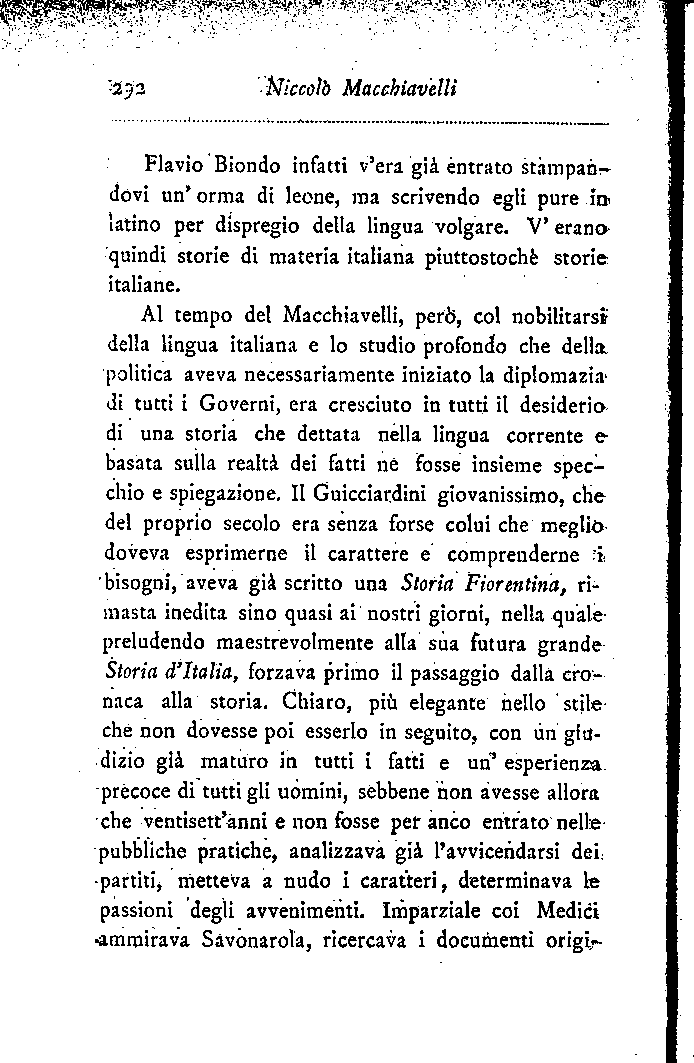 292 Niccolò Macchiavelli
Flavio Biondo infatti v'era già entrato stampan-
dovi un' orma di leone, ma scrivendo egli pure in
latino per dispregio della lingua volgare. V' erano
quindi storie di materia italiana piuttostochè storie
italiane.
Al tempo del Macchiavelli, però, col nobilitarsi
della lingua italiana e lo studio profondo che della
politica aveva necessariamente iniziato la diplomazia
di tutti i Governi, era cresciuto in tutti il desiderio
di una storia che dettata nella lingua corrente e
basata sulla realtà dei fatti ne fosse insieme spec-
chio e spiegazione. Il Guicciardini giovanissimo, che
del proprio secolo era senza forse colui che meglio
doveva esprimerne il carattere e comprenderne i
bisogni, aveva già scritto una Storia Fiorentina, ri-
masta inedita sino quasi ai nostri giorni, nella quale
preludendo maestrevolmente alla sua futura grande
Storia d'Italia, forzava primo il passaggio dalla cro-
naca alla storia. Chiaro, più elegante nello stile
che non dovesse poi esserlo in seguito, con un giu-
dizio già maturo in tutti i fatti e un' esperienza
precoce di tutti gli uomini, sebbene non avesse allora
che ventisett'anni e non fosse per anco entrato nelle
pubbliche pratiche, analizzava già l'avvicendarsi dei
partiti, metteva a nudo i caratteri, determinava le
passioni degli avvenimenti. Imparziale coi Medici
ammirava Savonarola, ricercava i documenti origi-